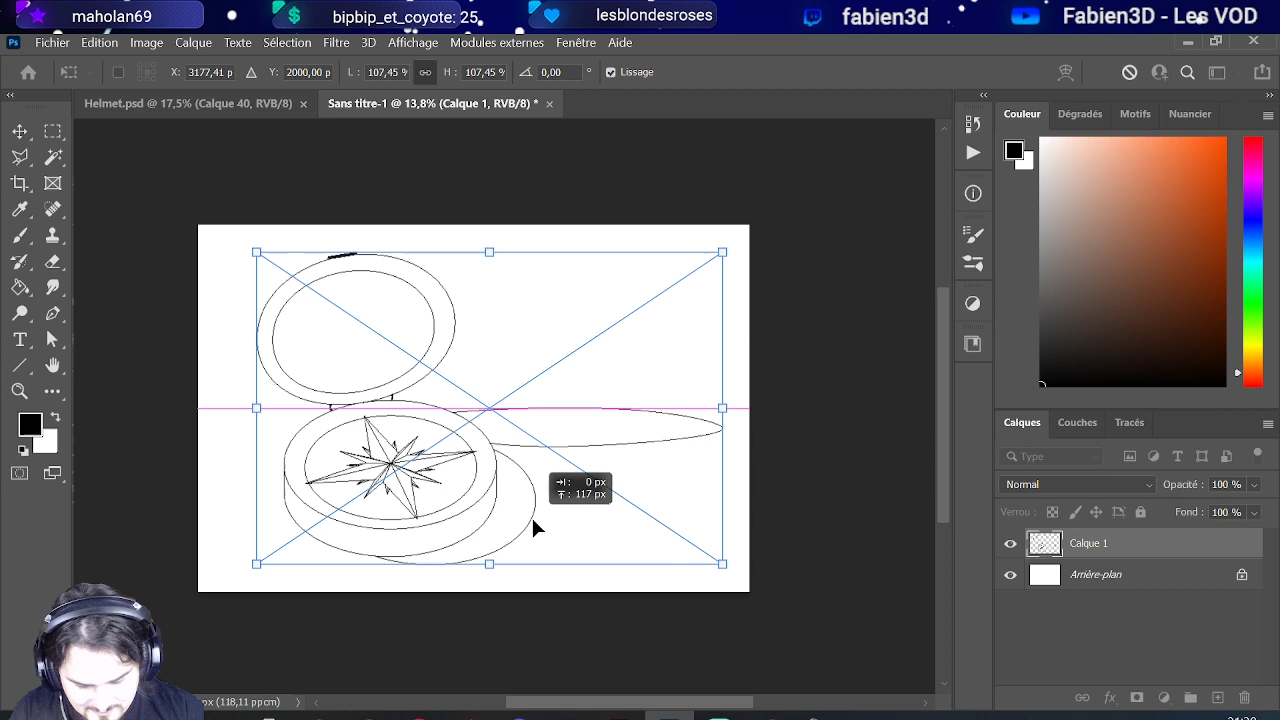 maholan69
bipbip_et_coyote: 25
lesblondesroses
fabien3d
Fabien3D - Les VOD
Ps Fichier Edition Image Calque Texte Sélection Filtre 3D Affichage Modules externes Fenêtre Aide
X: 3177,41 p Y: 2000,00 p L: 107,45 % H: 107,45 % 0,00 ° Lissage
Helmet.psd @ 17,5% (Calque 40, RVB/8) × Sans titre-1 @ 13,8% (Calque 1, RVB/8) * ×
Couleur Dégradés Motifs Nuancier
Calques Couches Tracés
Type
Normal Opacité : 100 %
Verrou : Fond : 100 %
: 0 px
: 117 px
Calque 1
Arrière-plan
px (118,11 ppcm)
fx